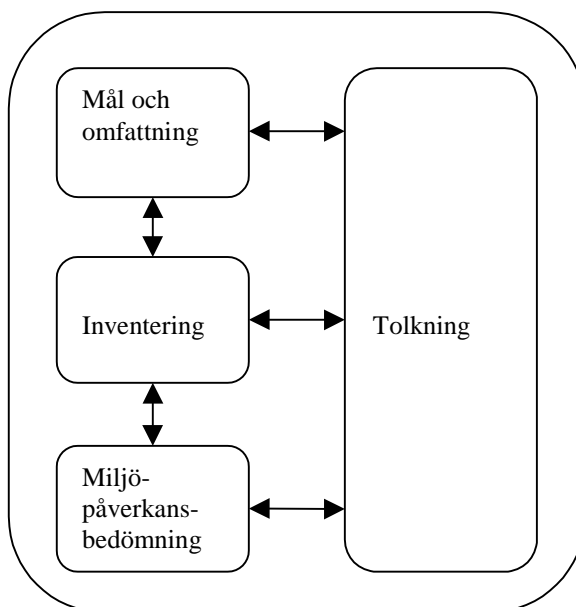 Mål och
omfattning
Inventering
Tolkning
Miljö-
påverkans-
bedömning